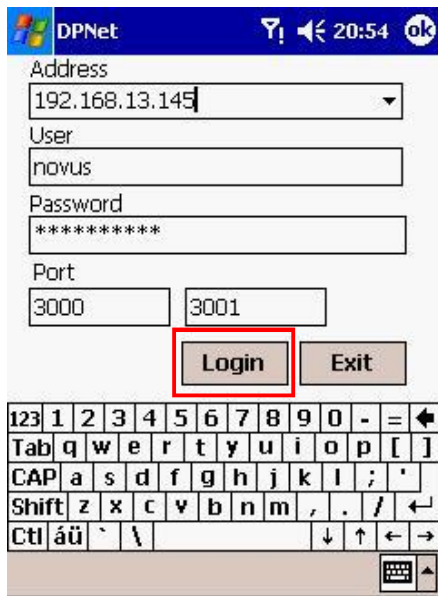 DPNet 20:54 ok
Address
192.168.13.145
User
novus
Password
**********
Port
3000 3001
Login Exit
123 1 2 3 4 5 6 7 8 9 0 - = 
Tab q w e r t y u i o p [ ]
CAP a s d f g h j k l ; '
Shift z x c v b n m , . / ↵
Ctl áü ` \ ↓ ↑ ← →